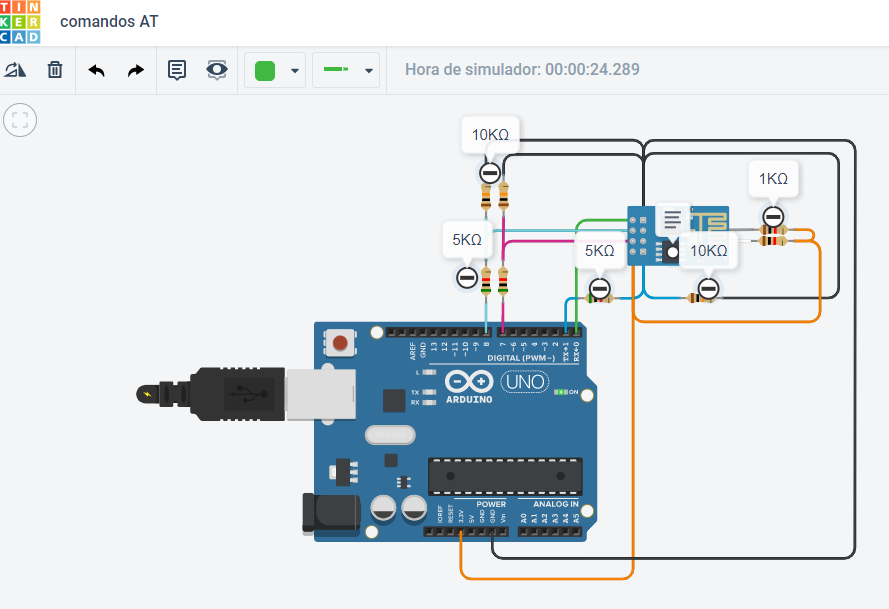 TIN
KER
CAD
comandos AT
Hora de simulador: 00:00:24.289
10KΩ
1KΩ
5KΩ
5KΩ
10KΩ
AREF
GND
13
12
~11
~10
~9
8
7
~6
~5
4
~3
2
TX→1
RX←0
DIGITAL (PWM~)
L
TX
RX
ARDUINO
UNO
ON
POWER
ANALOG IN
IOREF
RESET
3.3V
5V
GND
GND
Vin
A0
A1
A2
A3
A4
A5